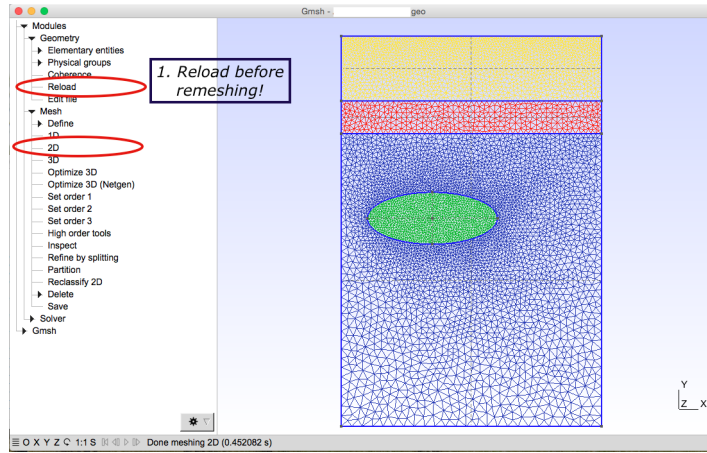 Gmsh - geo
Modules
Geometry
Elementary entities
Physical groups
Coherence
Reload
Edit file
Mesh
Define
1D
2D
3D
Optimize 3D
Optimize 3D (Netgen)
Set order 1
Set order 2
Set order 3
High order tools
Inspect
Refine by splitting
Partition
Reclassify 2D
Delete
Save
Solver
Gmsh
1. Reload before
remeshing!
Y
Z X
O X Y Z 1:1 S Done meshing 2D (0.452082 s)